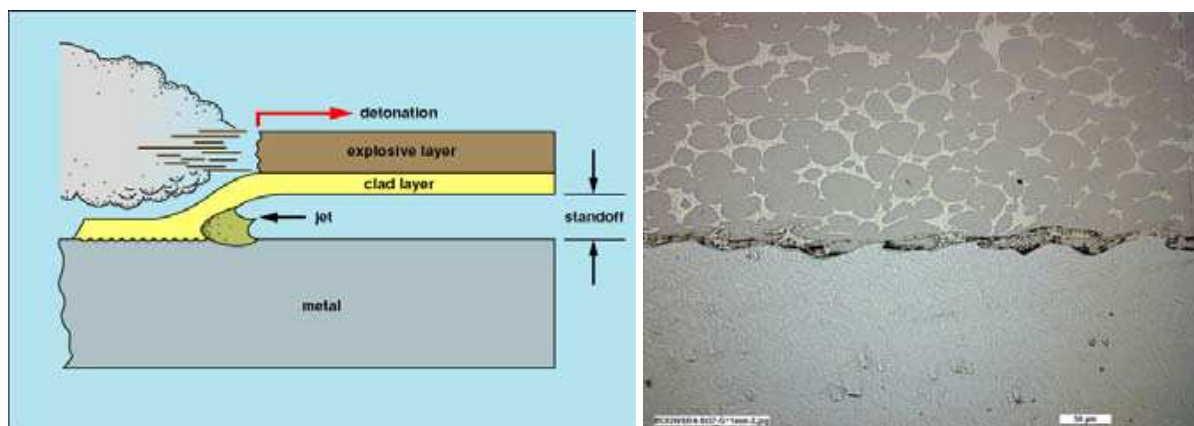 detonation
explosive layer
clad layer
jet
standoff
metal
50 µm